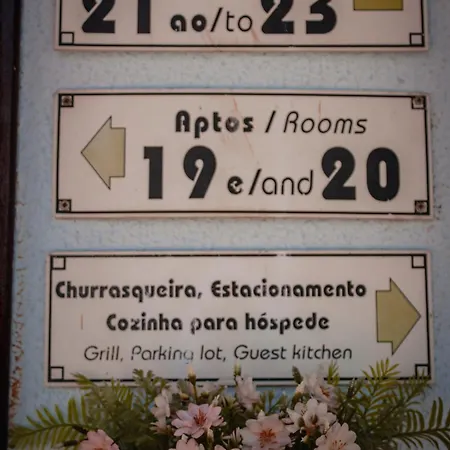 21 ao/to 23
Aptos / Rooms
19 e/and 20
Churrasqueira, Estacionamento
Cozinha para hóspede
Grill, Parking lot, Guest kitchen